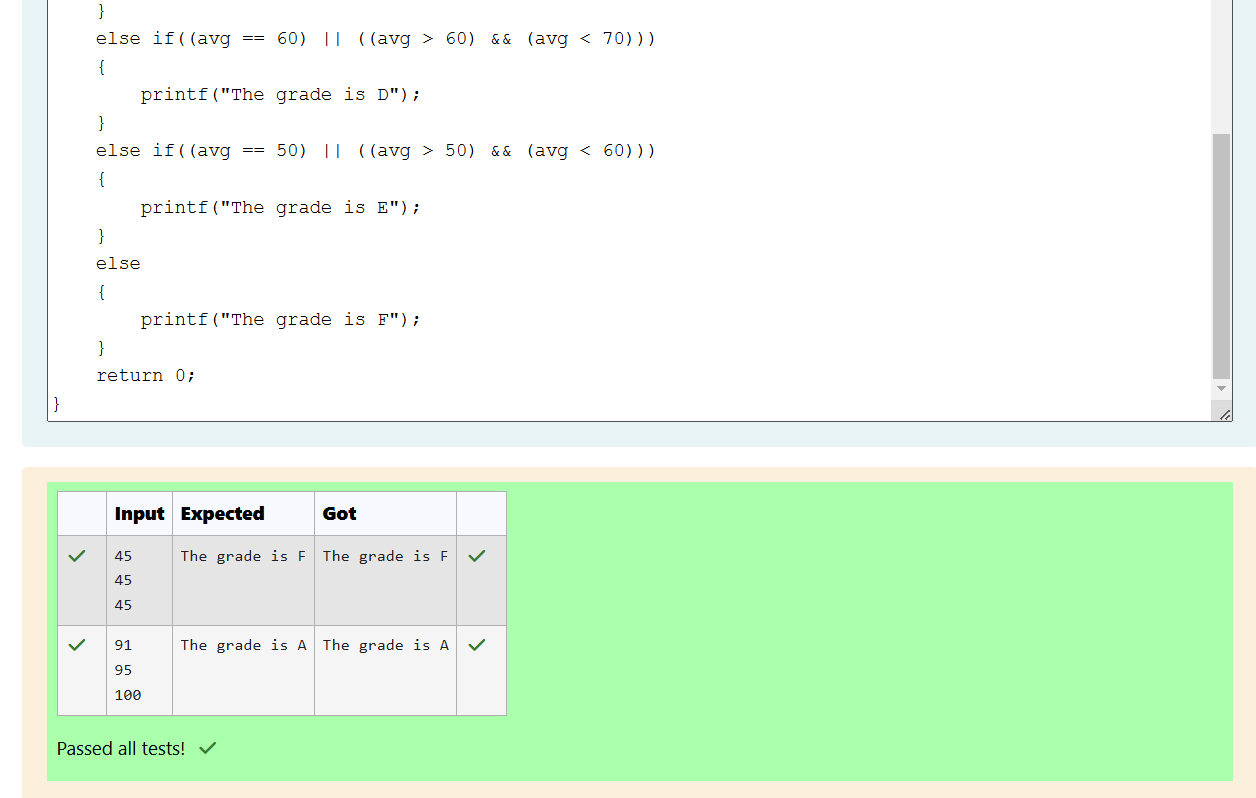 }
else if((avg == 60) || ((avg > 60) && (avg < 70)))
{
printf("The grade is D");
}
else if((avg == 50) || ((avg > 50) && (avg < 60)))
{
printf("The grade is E");
}
else
{
printf("The grade is F");
}
return 0;
}
Input Expected Got
45 The grade is F The grade is F
45
45
91 The grade is A The grade is A
95
100
Passed all tests!